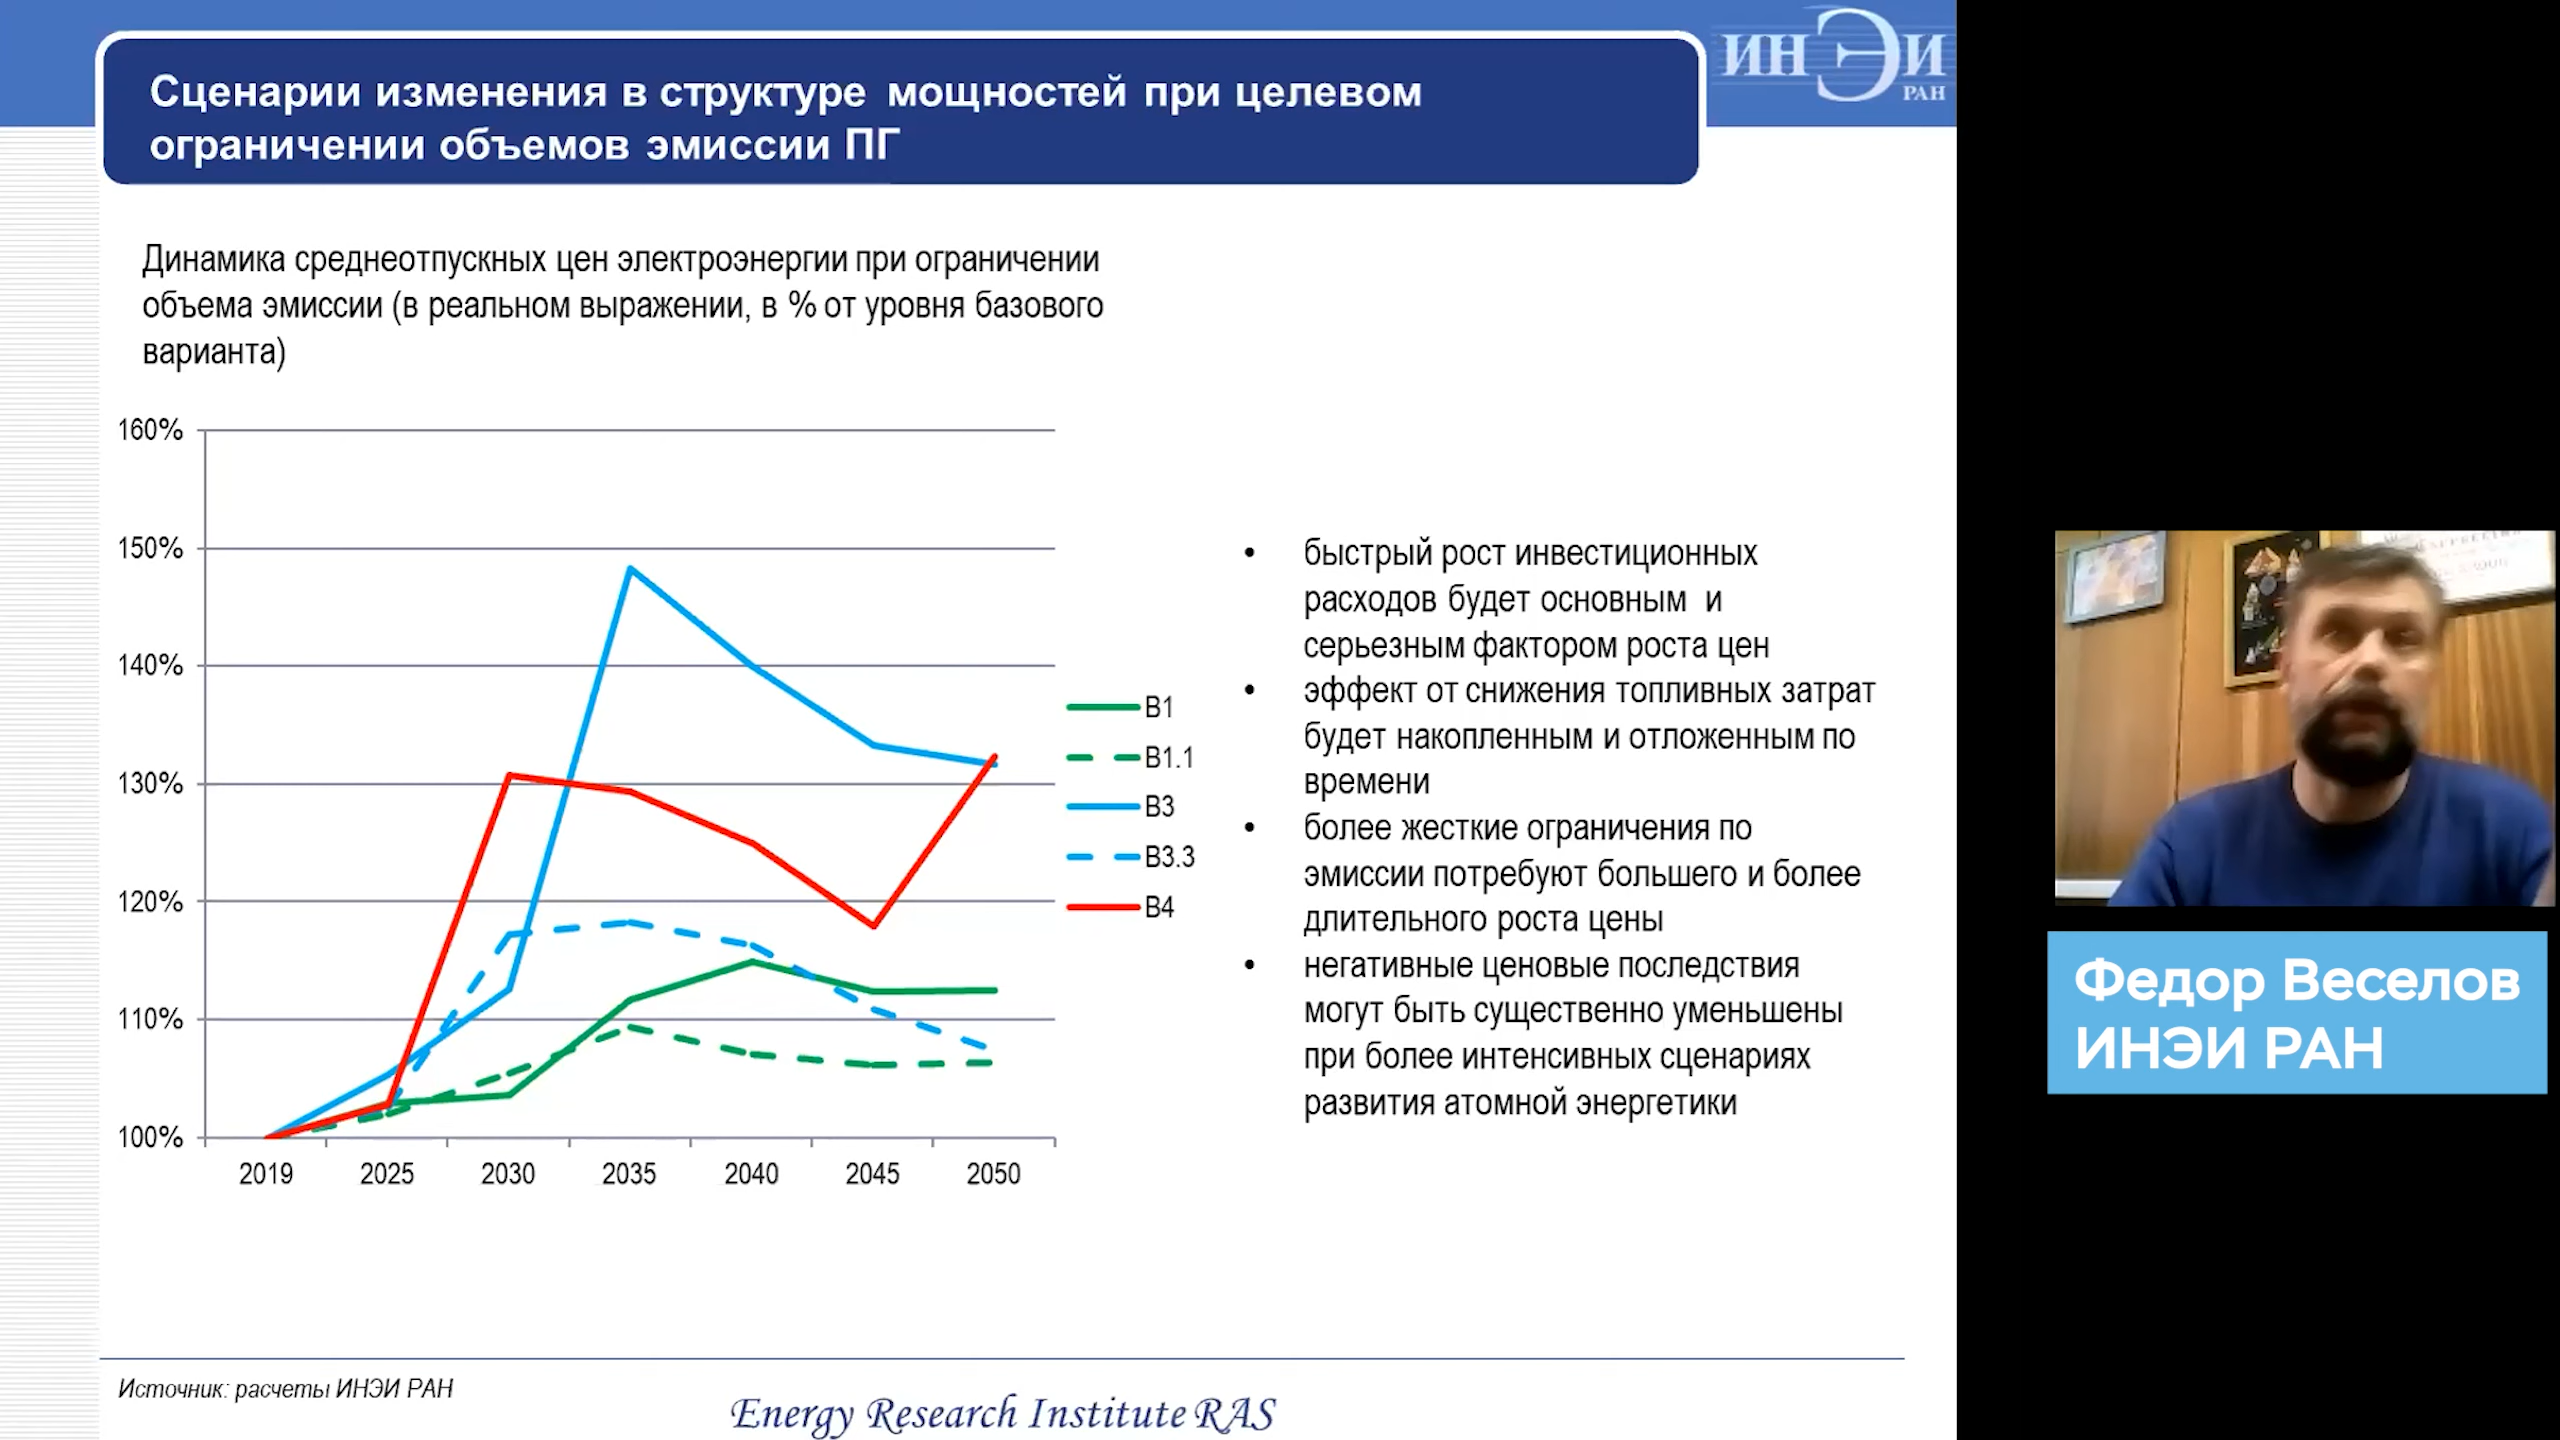 Сценарии изменения в структуре мощностей при целевом
ограничении объемов эмиссии ПГ
ИНЭИ
РАН
Динамика среднеотпускных цен электроэнергии при ограничении
объема эмиссии (в реальном выражении, в % от уровня базового
варианта)
160%
150%
140%
130%
120%
110%
100%
2019 2025 2030 2035 2040 2045 2050
В1
В1.1
В3
В3.3
В4
• быстрый рост инвестиционных
расходов будет основным и
серьезным фактором роста цен
• эффект от снижения топливных затрат
будет накопленным и отложенным по
времени
• более жесткие ограничения по
эмиссии потребуют большего и более
длительного роста цены
• негативные ценовые последствия
могут быть существенно уменьшены
при более интенсивных сценариях
развития атомной энергетики
Федор Веселов
ИНЭИ РАН
Источник: расчеты ИНЭИ РАН
Energy Research Institute RAS